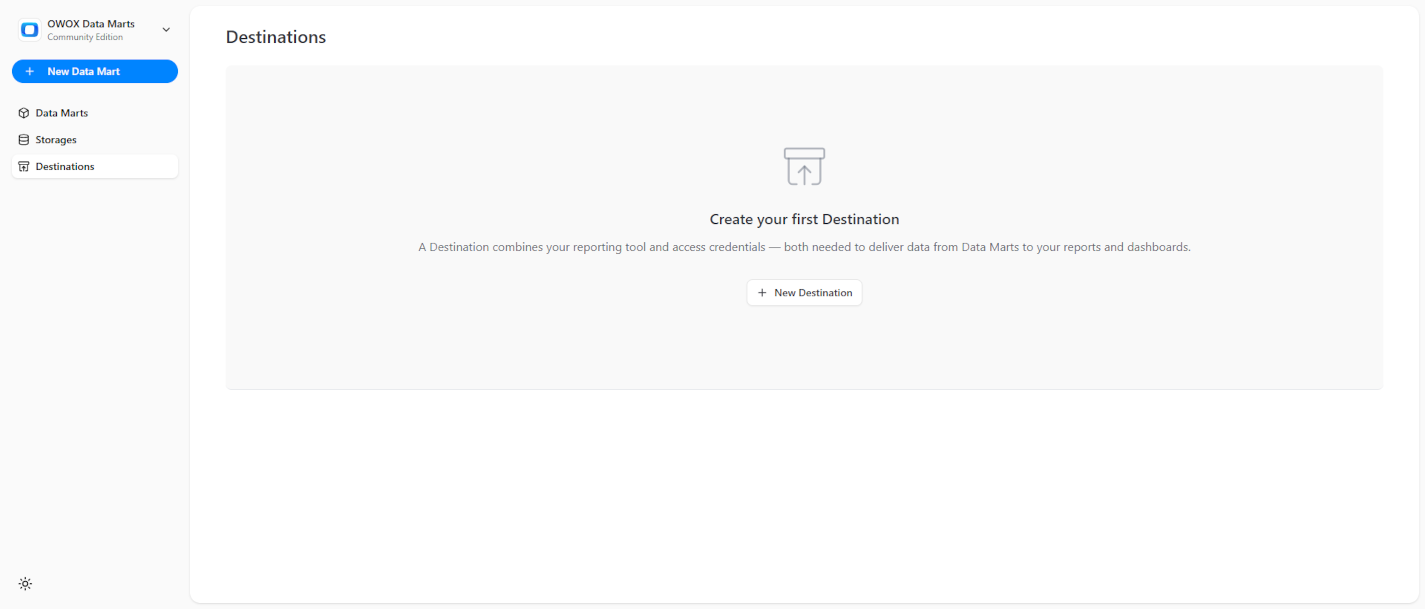 OWOX Data Marts
Community Edition
New Data Mart
Data Marts
Storages
Destinations
Destinations
Create your first Destination
A Destination combines your reporting tool and access credentials — both needed to deliver data from Data Marts to your reports and dashboards.
New Destination